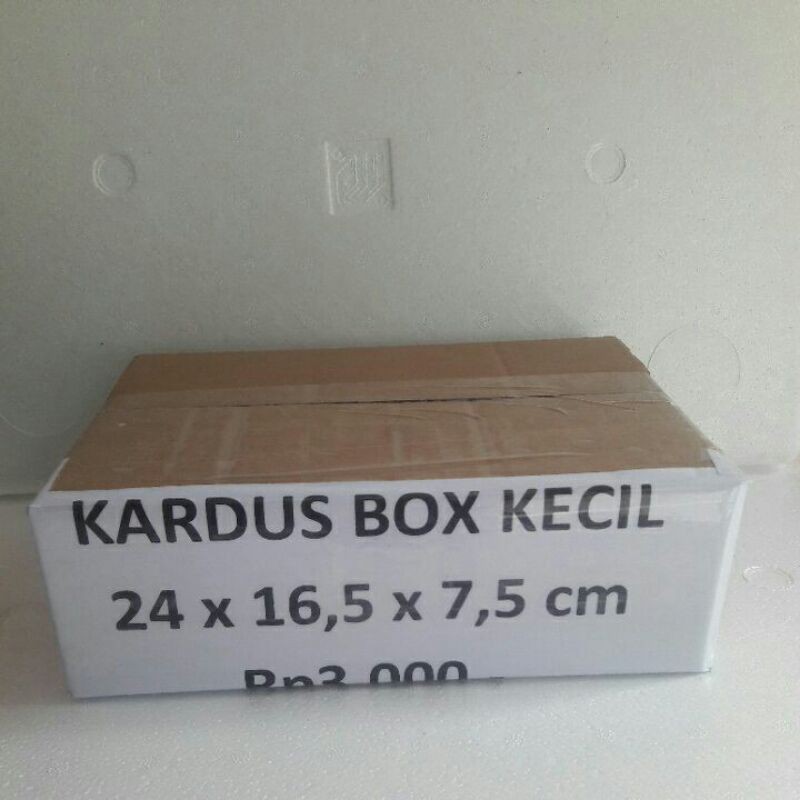 KARDUS BOX KECIL
24 x 16,5 x 7,5 cm
Rp3.000,-